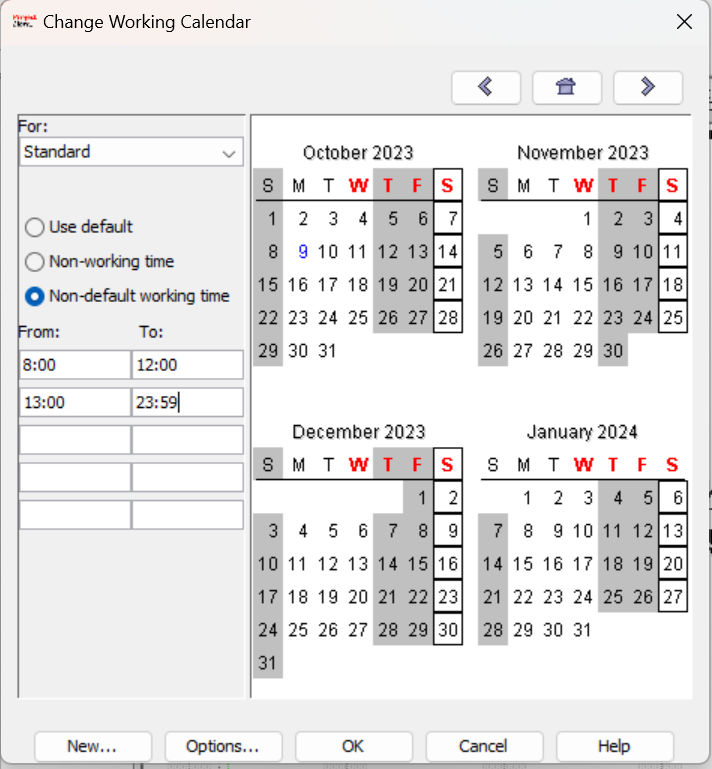 Change Working Calendar
For:
Standard
Use default
Non-working time
Non-default working time
From: To:
8:00 12:00
13:00 23:59
October 2023
S M T W T F S
1 2 3 4 5 6 7
8 9 10 11 12 13 14
15 16 17 18 19 20 21
22 23 24 25 26 27 28
29 30 31
November 2023
S M T W T F S
1 2 3 4
5 6 7 8 9 10 11
12 13 14 15 16 17 18
19 20 21 22 23 24 25
26 27 28 29 30
December 2023
S M T W T F S
1 2
3 4 5 6 7 8 9
10 11 12 13 14 15 16
17 18 19 20 21 22 23
24 25 26 27 28 29 30
31
January 2024
S M T W T F S
1 2 3 4 5 6
7 8 9 10 11 12 13
14 15 16 17 18 19 20
21 22 23 24 25 26 27
28 29 30 31
New... Options... OK Cancel Help